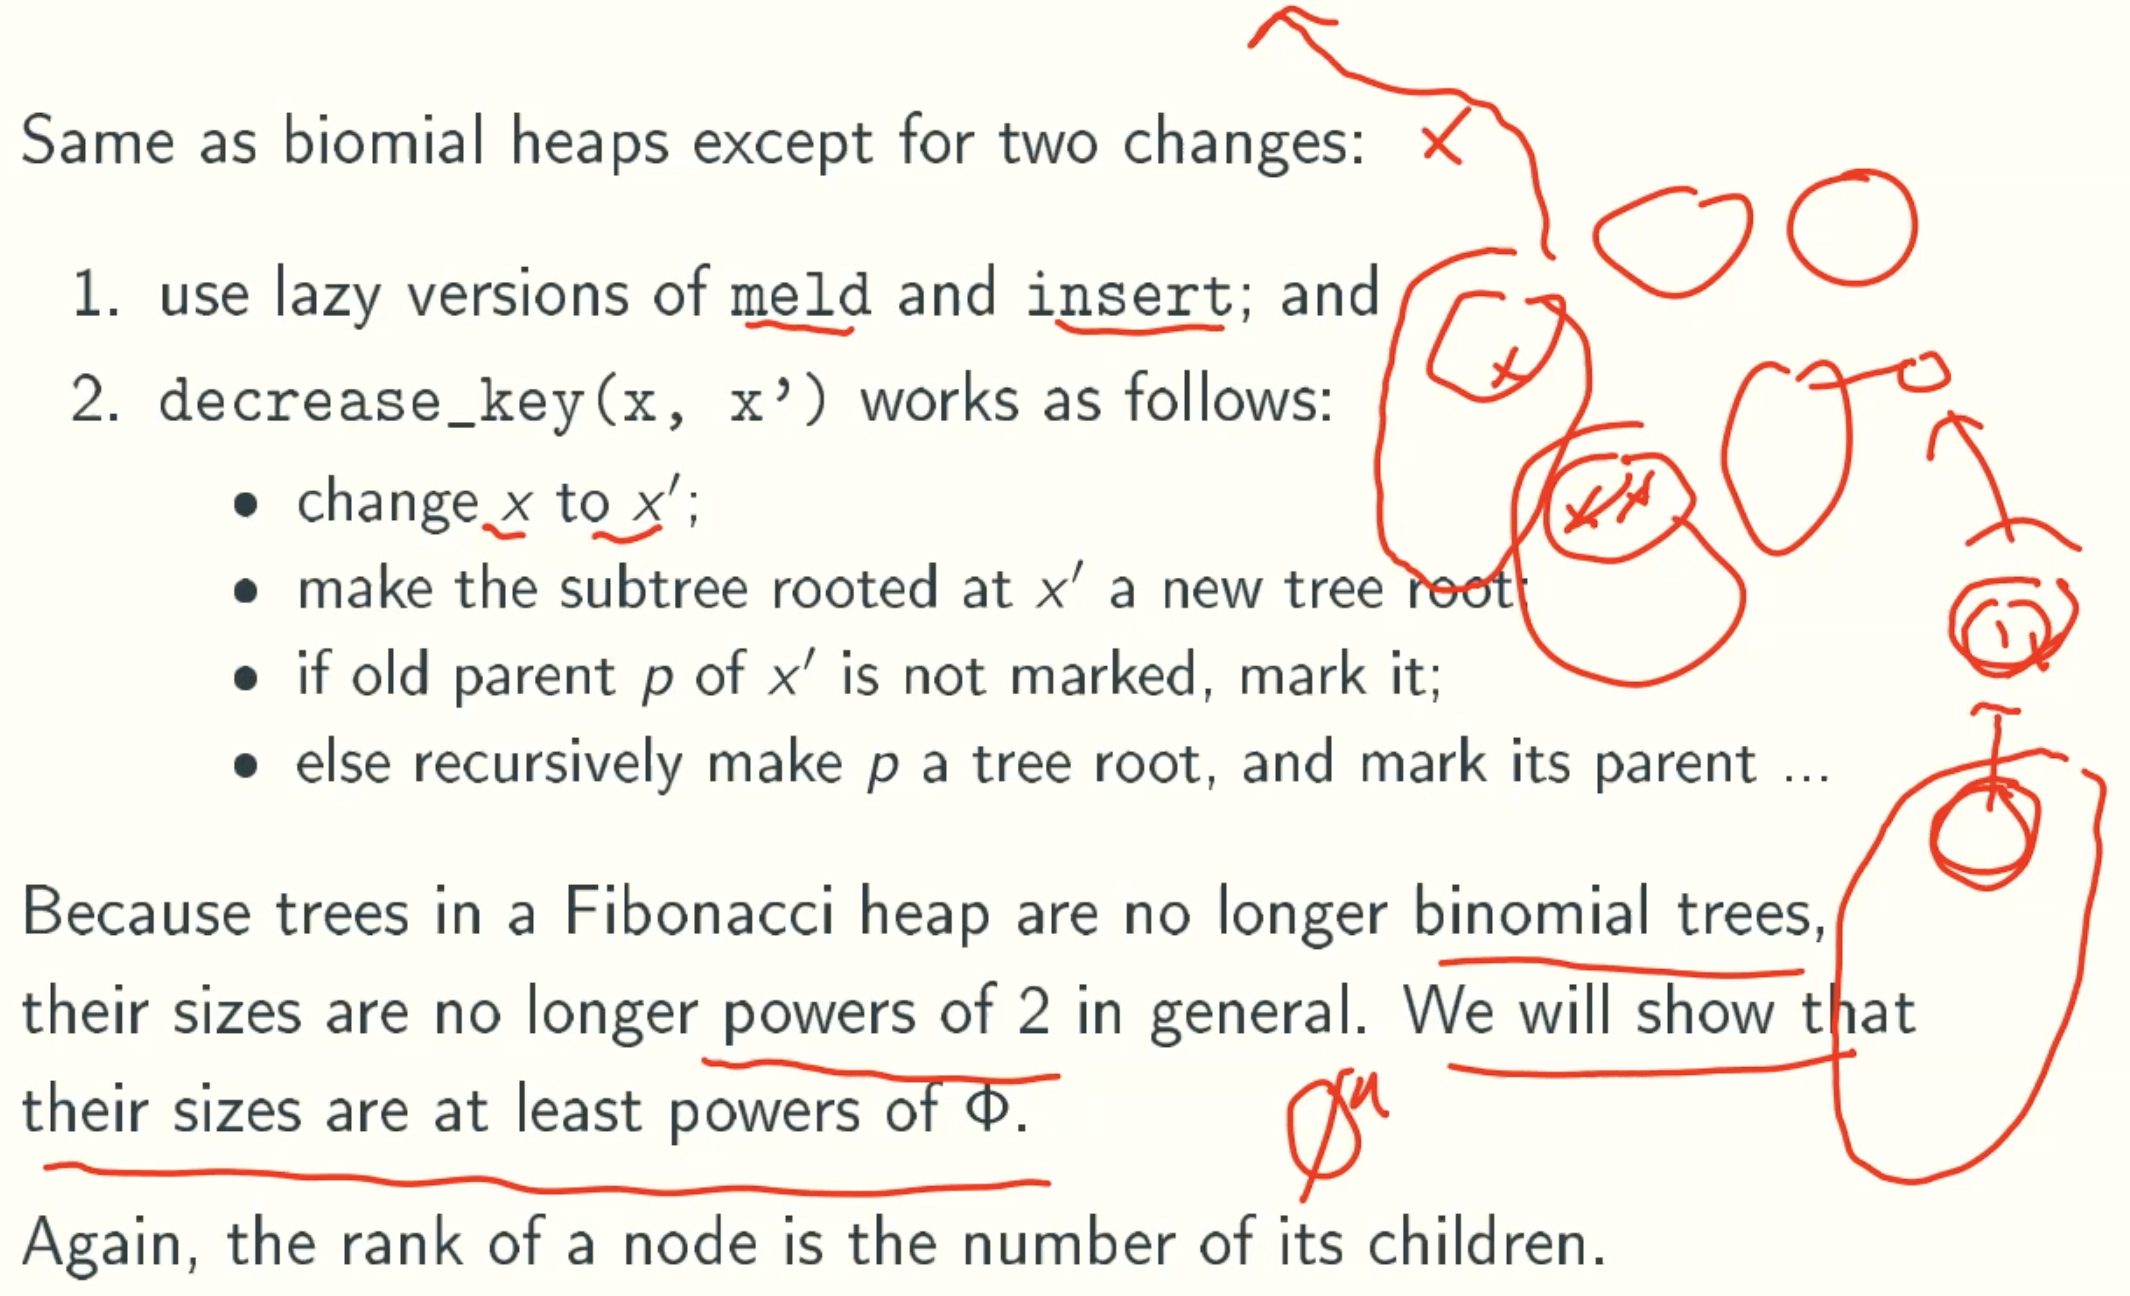 Same as biomial heaps except for two changes:
1. use lazy versions of meld and insert; and
2. decrease_key(x, x’) works as follows:
• change x to x′;
• make the subtree rooted at x′ a new tree root;
• if old parent p of x′ is not marked, mark it;
• else recursively make p a tree root, and mark its parent ...
Because trees in a Fibonacci heap are no longer binomial trees,
their sizes are no longer powers of 2 in general. We will show that
their sizes are at least powers of Φ.
Again, the rank of a node is the number of its children.